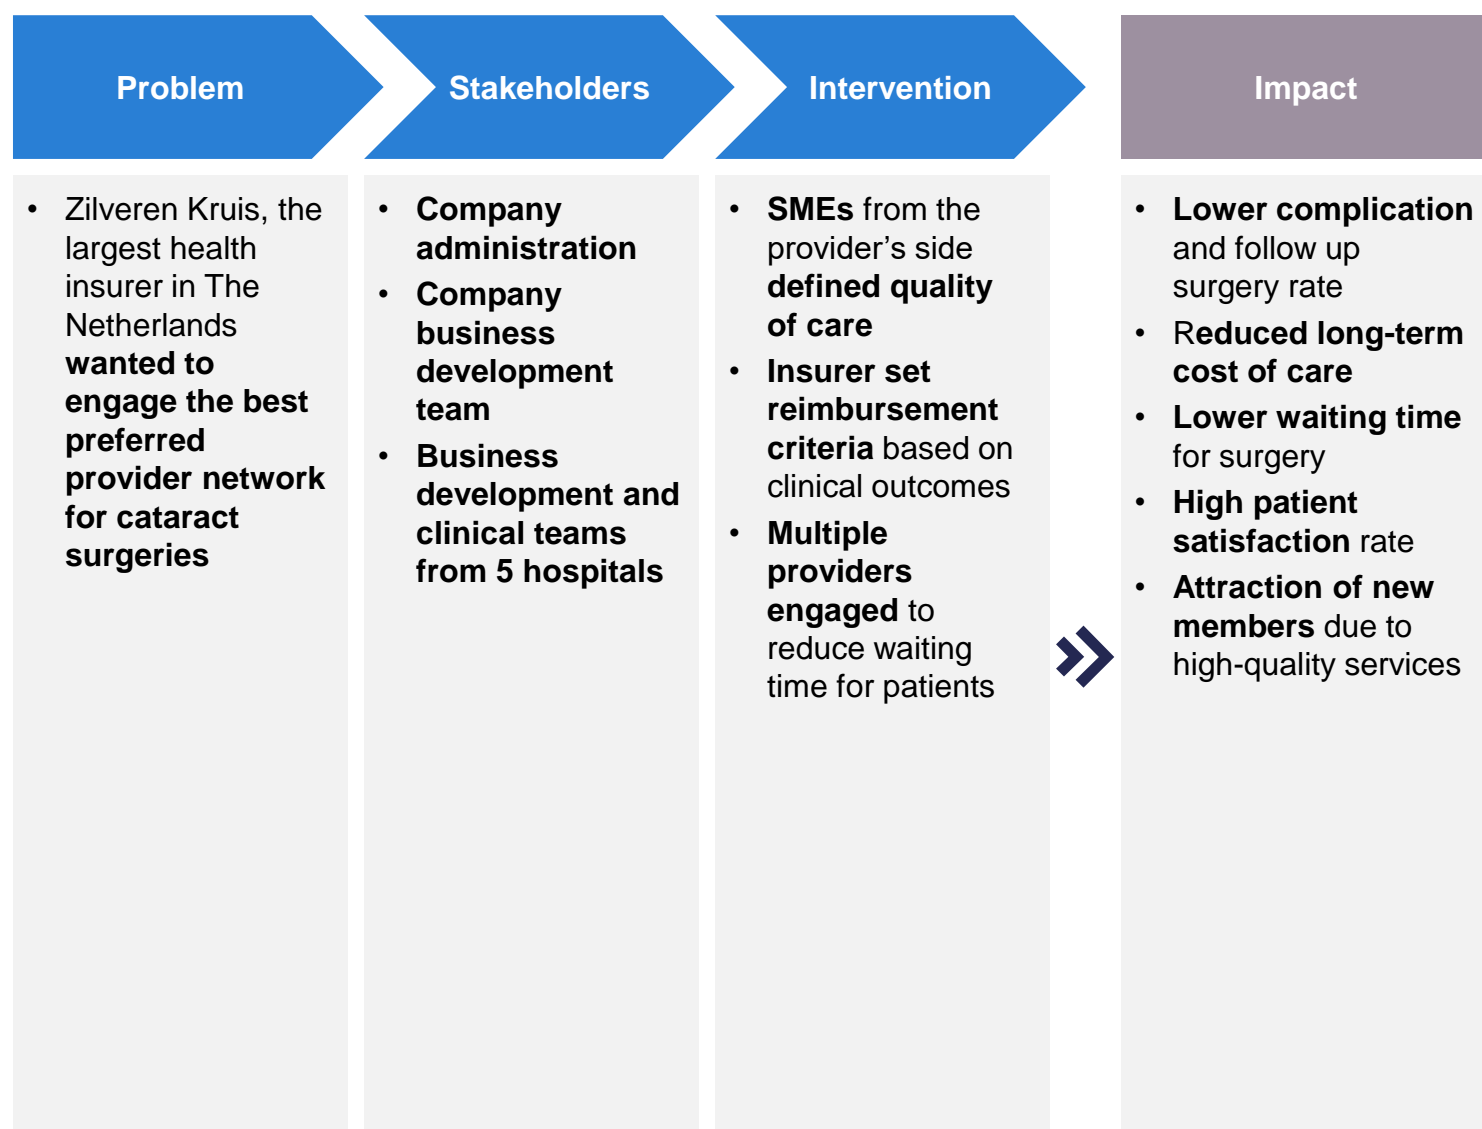 Problem
Stakeholders
Intervention
Impact
• Zilveren Kruis, the
largest health
insurer in The
Netherlands
wanted to
engage the best
preferred
provider network
for cataract
surgeries
• Company
administration
• Company
business
development
team
• Business
development and
clinical teams
from 5 hospitals
• SMEs from the
provider’s side
defined quality
of care
• Insurer set
reimbursement
criteria based on
clinical outcomes
• Multiple
providers
engaged to
reduce waiting
time for patients
• Lower complication
and follow up
surgery rate
• Reduced long-term
cost of care
• Lower waiting time
for surgery
• High patient
satisfaction rate
• Attraction of new
members due to
high-quality services